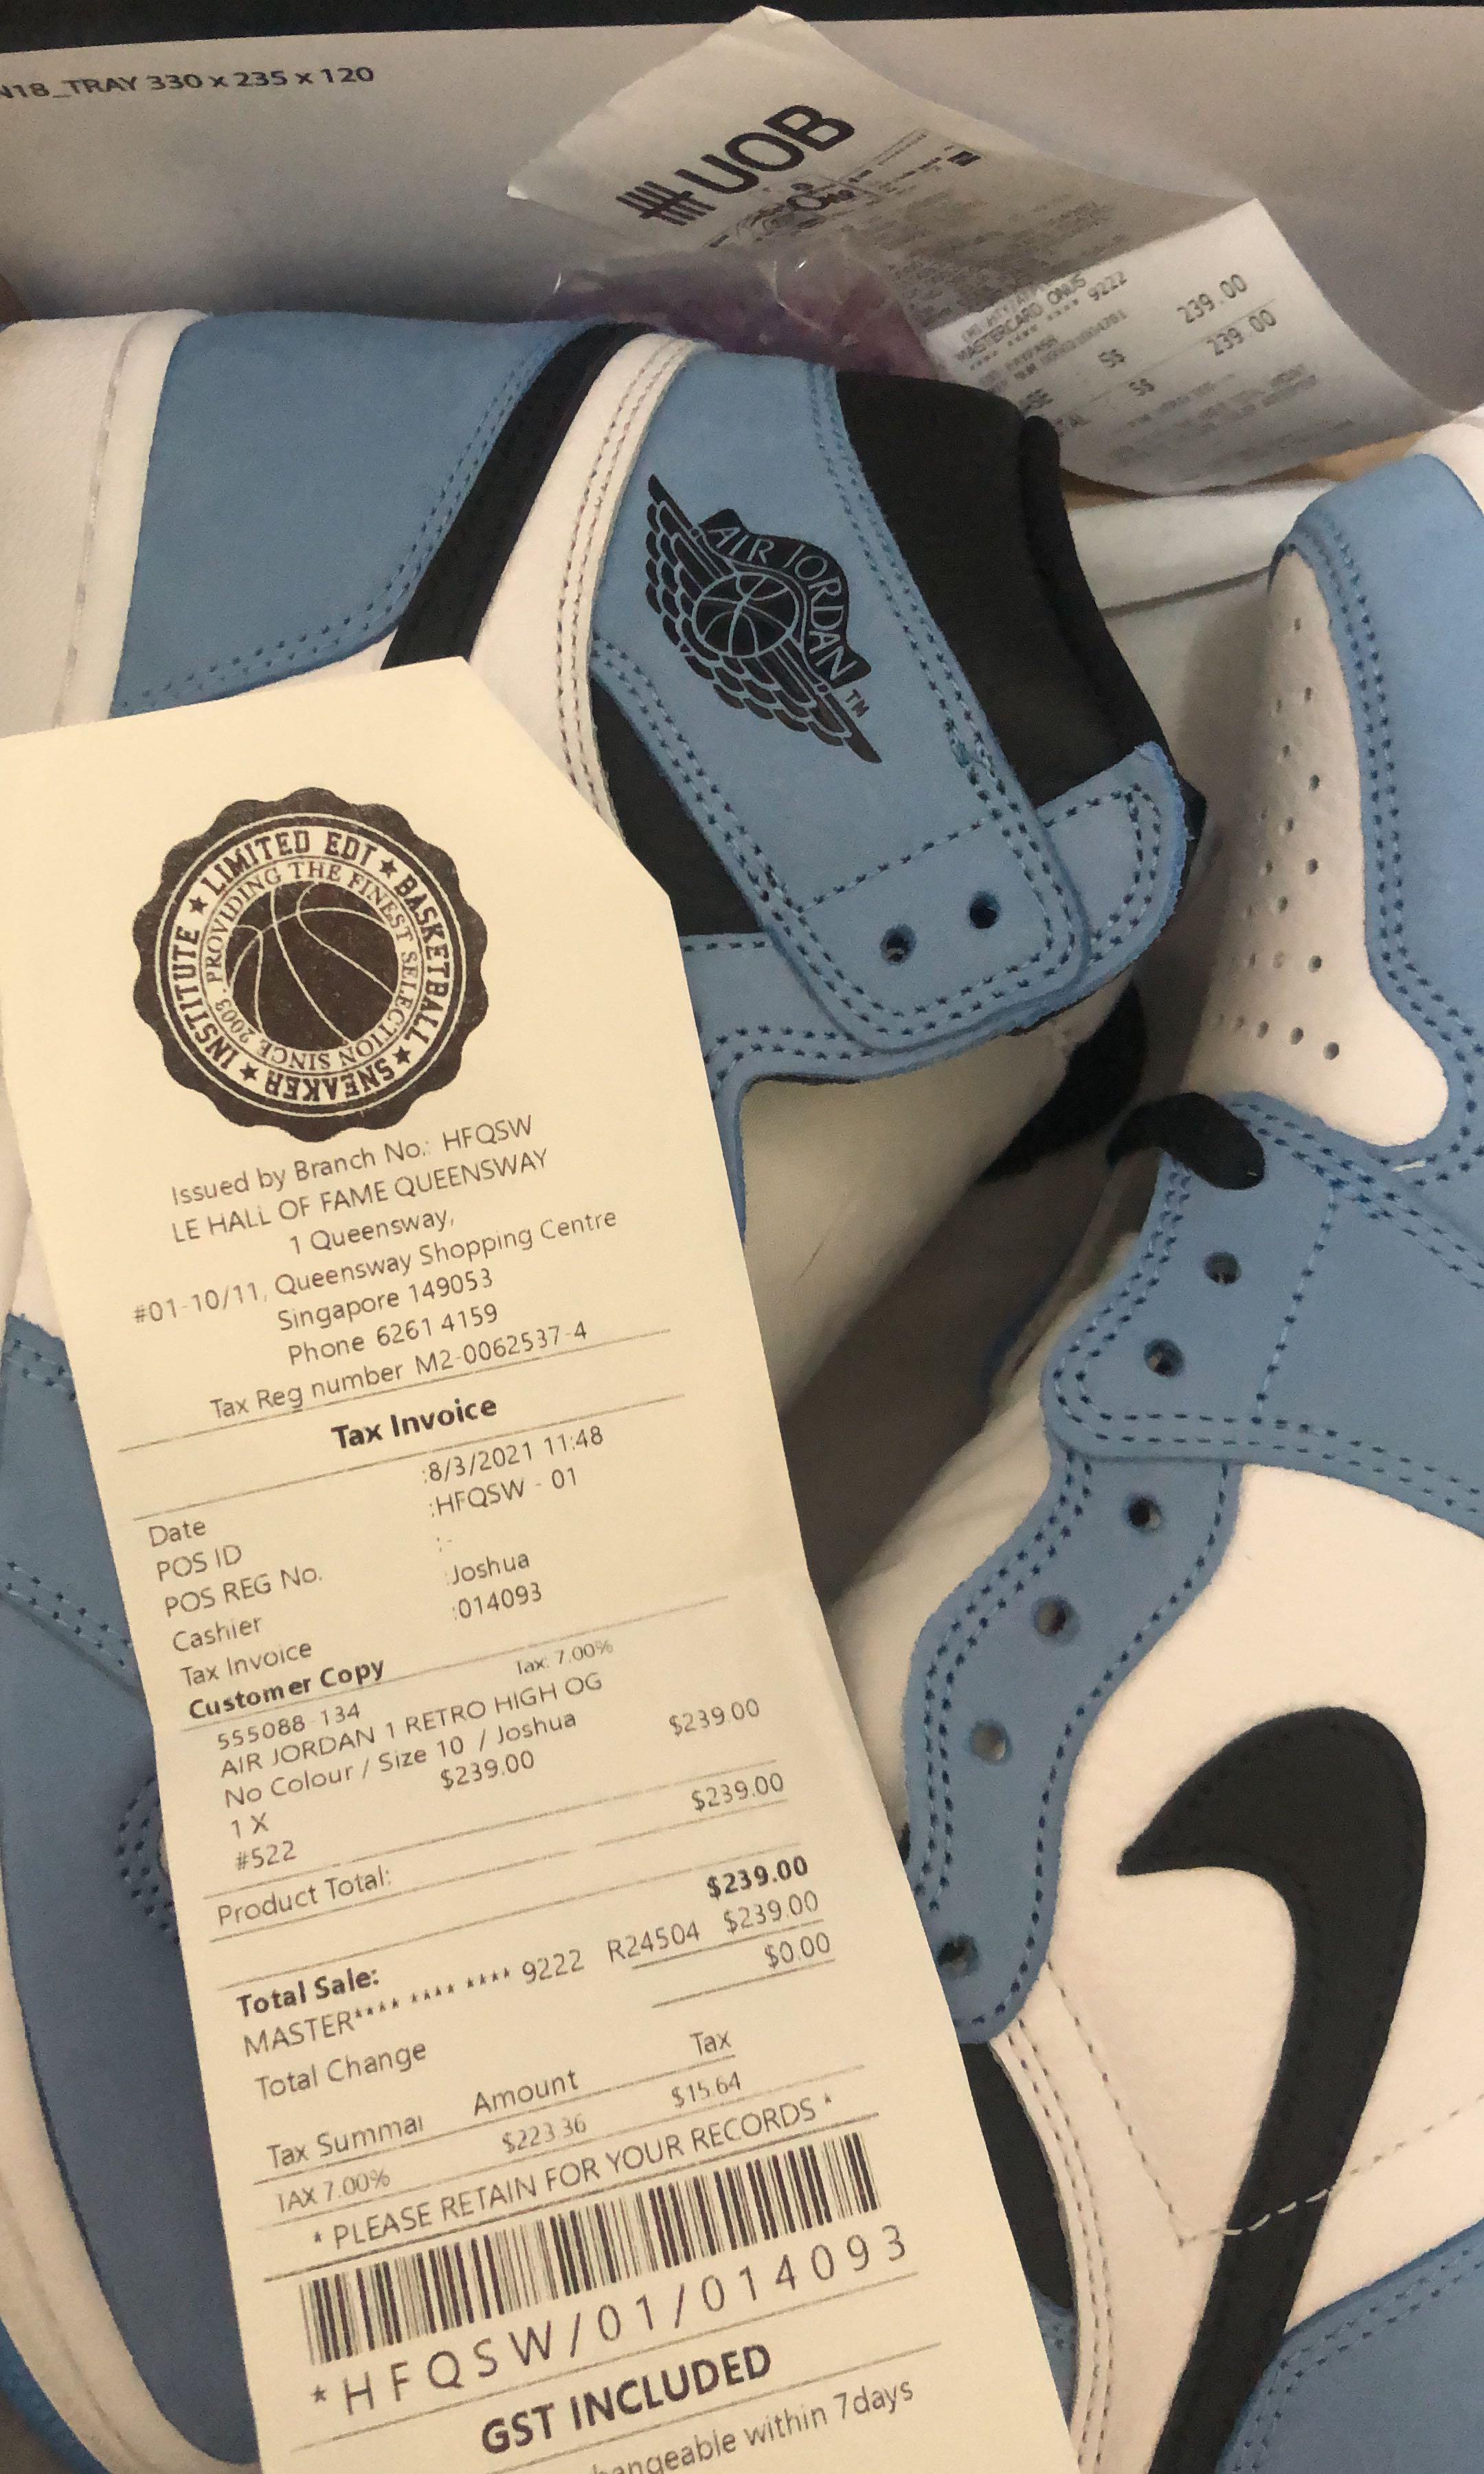 N18_TRAY 330 x 235 x 120
UOB
MASTERCARD ONUS
**** **** **** 9222
S$ 239.00
S$ 239.00
AIR JORDAN TM
LIMITED EDT ★ BASKETBALL ★ SNEAKER ★ INSTITUTE ★
PROVIDING THE FINEST SELECTION SINCE 2003
Issued by Branch No.: HFQSW
LE HALL OF FAME QUEENSWAY
1 Queensway,
#01-10/11, Queensway Shopping Centre
Singapore 149053
Phone 6261 4159
Tax Reg number M2-0062537-4
Tax Invoice
Date :8/3/2021 11:48
POS ID :HFQSW - 01
POS REG No. :-
Cashier :Joshua
Tax Invoice :014093
Customer Copy Tax: 7.00%
555088-134
AIR JORDAN 1 RETRO HIGH OG
No Colour / Size 10 / Joshua
1 X $239.00 $239.00
#522
Product Total: $239.00
Total Sale: $239.00
MASTER**** **** **** 9222 R24504 $239.00
Total Change $0.00
Tax Summar Amount Tax
TAX 7.00% $223.36 $15.64
* PLEASE RETAIN FOR YOUR RECORDS *
*HFQSW/01/014093
GST INCLUDED
hangeable within 7days